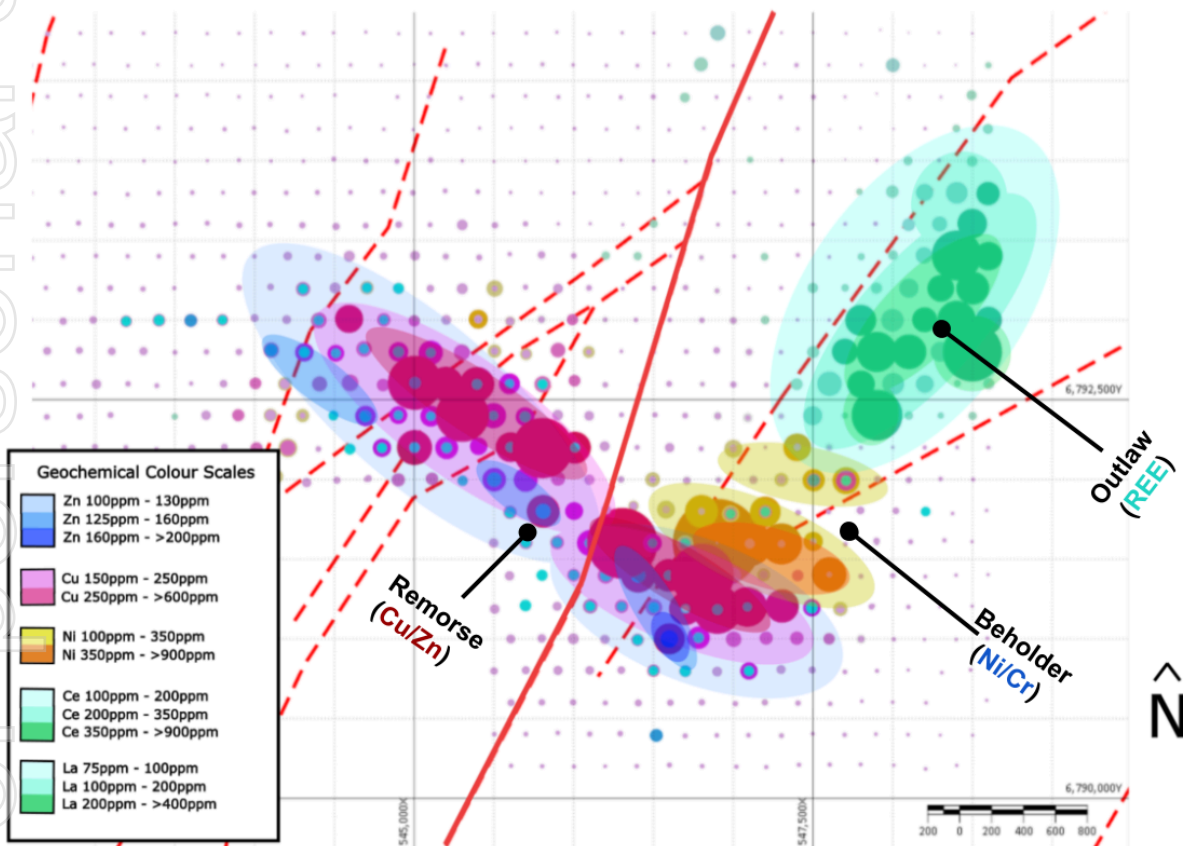 Geochemical Colour Scales
Zn 100ppm - 130ppm
Zn 125ppm - 160ppm
Zn 160ppm - >200ppm
Cu 150ppm - 250ppm
Cu 250ppm - >600ppm
Ni 100ppm - 350ppm
Ni 350ppm - >900ppm
Ce 100ppm - 200ppm
Ce 200ppm - 350ppm
Ce 350ppm - >900ppm
La 75ppm - 100ppm
La 100ppm - 200ppm
La 200ppm - >400ppm
Remorse
(Cu/Zn)
Beholder
(Ni/Cr)
Outlaw
(REE)
6,792,500Y
6,790,000Y
545,000X
547,500X
200 0 200 400 600 800
^
N